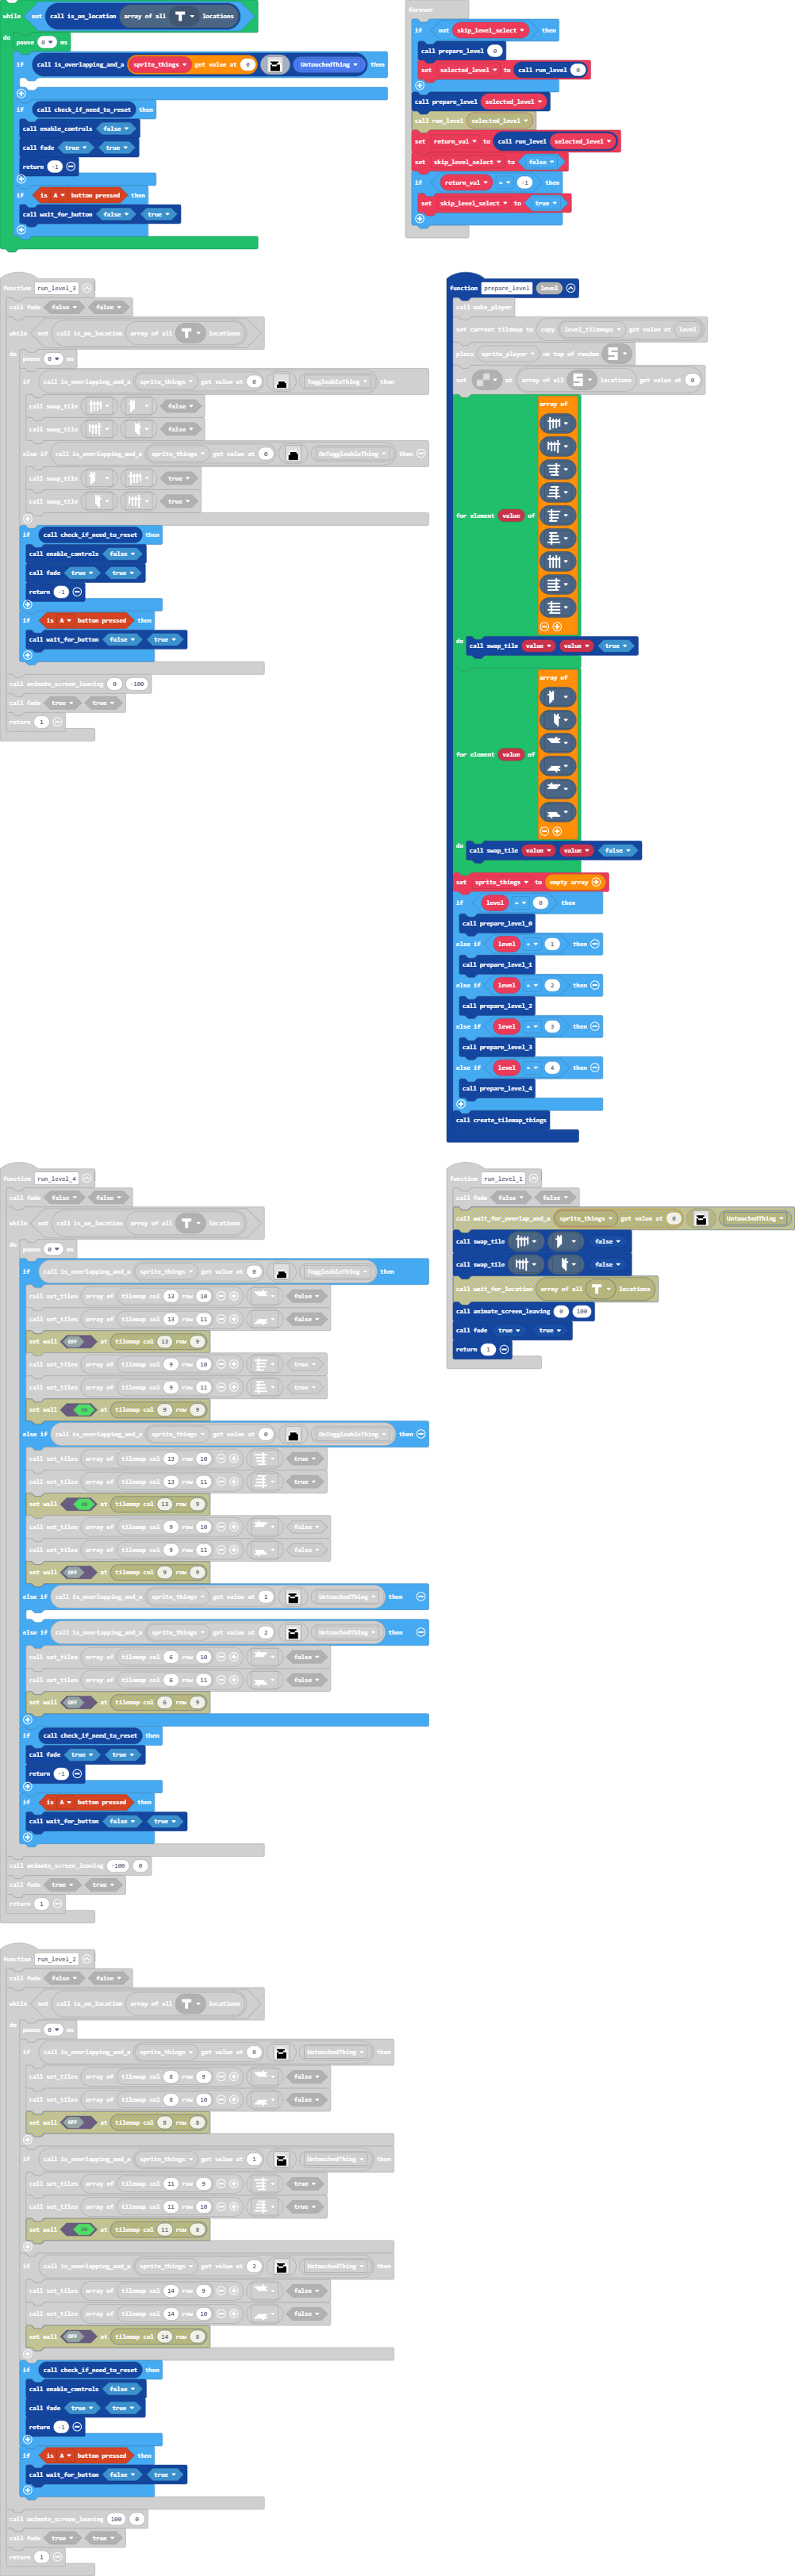 while not call is_on_location array of all locations
do
pause 0 ms
if call is_overlapping_and_a sprite_things get value at 0 UntouchedThing then
if call check_if_need_to_reset then
call enable_controls false
call fade true true
return -1
if is A button pressed then
call wait_for_button false true
forever
if not skip_level_select then
call prepare_level 0
set selected_level to call run_level 0
call prepare_level selected_level
call run_level selected_level
set return_val to call run_level selected_level
set skip_level_select to false
if return_val = -1 then
set skip_level_select to true
function run_level_3
call fade false false
while not call is_on_location array of all locations
do
pause 0 ms
if call is_overlapping_and_a sprite_things get value at 0 ToggleableThing then
call swap_tile false
call swap_tile false
else if call is_overlapping_and_a sprite_things get value at 0 OnToggleableThing then
call swap_tile true
call swap_tile true
if call check_if_need_to_reset then
call enable_controls false
call fade true true
return -1
if is A button pressed then
call wait_for_button false true
call animate_screen_leaving 0 -100
call fade true true
return 1
function prepare_level level
call make_player
set current tilemap to copy level_tilemaps get value at level
place sprite_player on top of random
set at array of all locations get value at 0
array of
for element value of
do
call swap_tile value value true
array of
for element value of
do
call swap_tile value value false
set sprite_things to empty array
if level = 0 then
call prepare_level_0
else if level = 1 then
call prepare_level_1
else if level = 2 then
call prepare_level_2
else if level = 3 then
call prepare_level_3
else if level = 4 then
call prepare_level_4
call create_tilemap_things
function run_level_4
call fade false false
while not call is_on_location array of all locations
do
pause 0 ms
if call is_overlapping_and_a sprite_things get value at 0 ToggleableThing then
call set_tiles array of tilemap col 13 row 10 false
call set_tiles array of tilemap col 13 row 11 false
set wall OFF at tilemap col 13 row 9
call set_tiles array of tilemap col 9 row 10 true
call set_tiles array of tilemap col 9 row 11 true
set wall ON at tilemap col 9 row 9
else if call is_overlapping_and_a sprite_things get value at 0 OnToggleableThing then
call set_tiles array of tilemap col 13 row 10 true
call set_tiles array of tilemap col 13 row 11 true
set wall ON at tilemap col 13 row 9
call set_tiles array of tilemap col 9 row 10 false
call set_tiles array of tilemap col 9 row 11 false
set wall OFF at tilemap col 9 row 9
else if call is_overlapping_and_a sprite_things get value at 1 UntouchedThing then
else if call is_overlapping_and_a sprite_things get value at 2 UntouchedThing then
call set_tiles array of tilemap col 6 row 10 false
call set_tiles array of tilemap col 6 row 11 false
set wall OFF at tilemap col 6 row 9
if call check_if_need_to_reset then
call fade true true
return -1
if is A button pressed then
call wait_for_button false true
call animate_screen_leaving -100 0
call fade true true
return 1
function run_level_1
call fade false false
call wait_for_overlap_and_a sprite_things get value at 0 UntouchedThing
call swap_tile false
call swap_tile false
call wait_for_location array of all locations
call animate_screen_leaving 0 100
call fade true true
return 1
function run_level_2
call fade false false
while not call is_on_location array of all locations
do
pause 0 ms
if call is_overlapping_and_a sprite_things get value at 0 UntouchedThing then
call set_tiles array of tilemap col 8 row 9 false
call set_tiles array of tilemap col 8 row 10 false
set wall OFF at tilemap col 8 row 8
if call is_overlapping_and_a sprite_things get value at 1 UntouchedThing then
call set_tiles array of tilemap col 11 row 9 true
call set_tiles array of tilemap col 11 row 10 true
set wall ON at tilemap col 11 row 8
if call is_overlapping_and_a sprite_things get value at 2 UntouchedThing then
call set_tiles array of tilemap col 14 row 9 false
call set_tiles array of tilemap col 14 row 10 false
set wall OFF at tilemap col 14 row 8
if call check_if_need_to_reset then
call enable_controls false
call fade true true
return -1
if is A button pressed then
call wait_for_button false true
call animate_screen_leaving 100 0
call fade true true
return 1